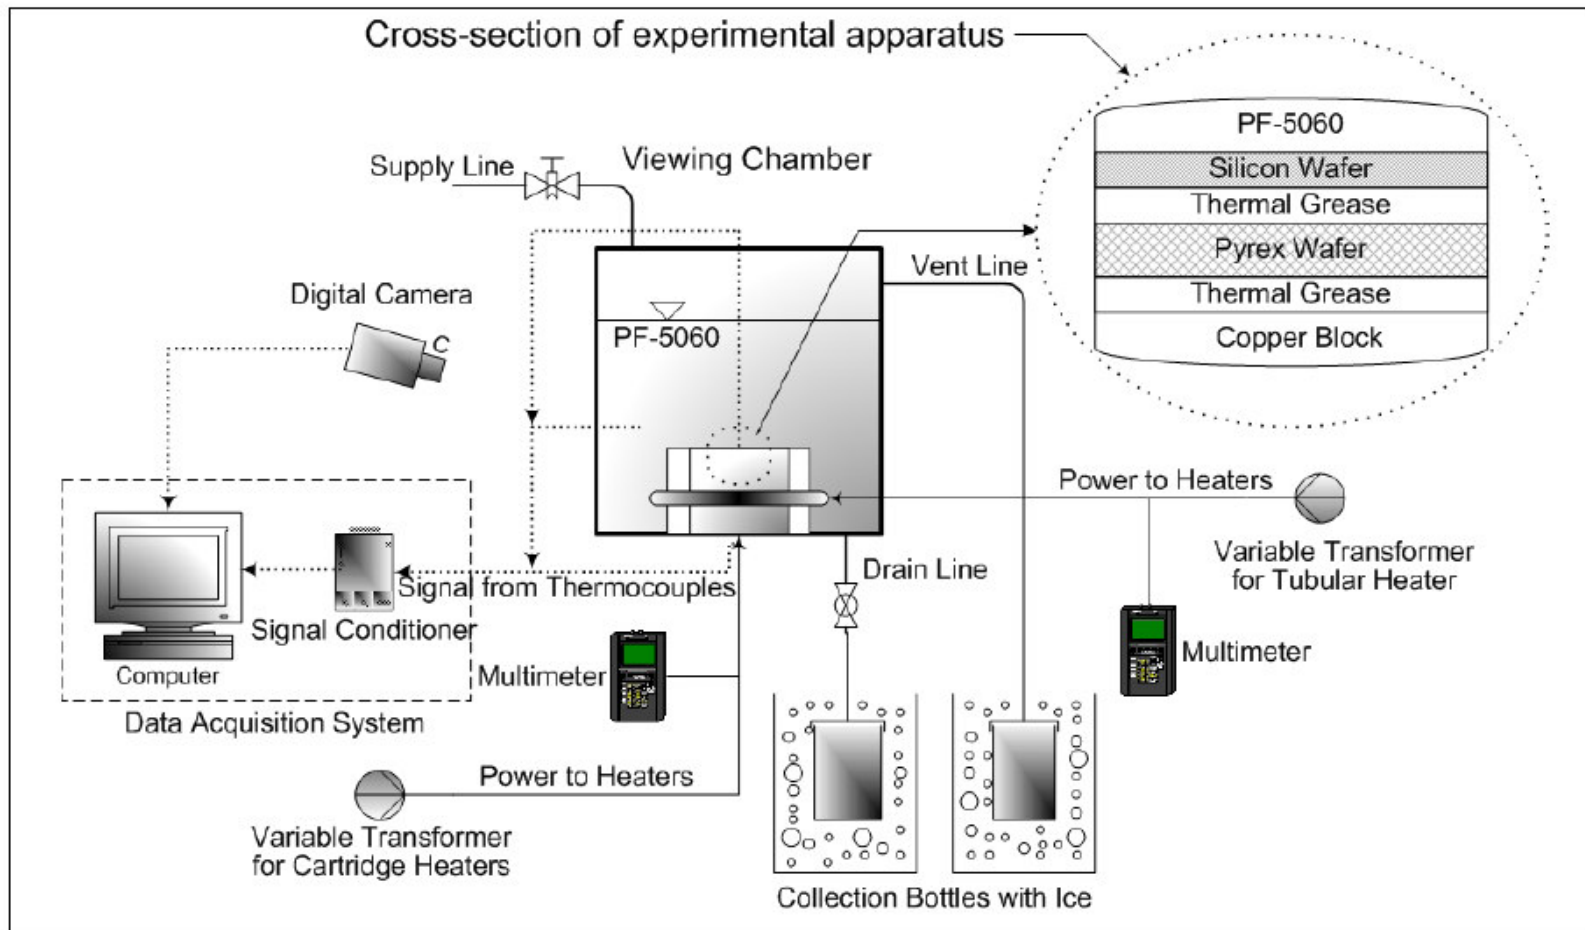 Cross-section of experimental apparatus
PF-5060
Silicon Wafer
Thermal Grease
Pyrex Wafer
Thermal Grease
Copper Block
Supply Line
Viewing Chamber
Vent Line
Digital Camera
C
PF-5060
Power to Heaters
Variable Transformer
for Tubular Heater
Drain Line
Signal from Thermocouples
Signal Conditioner
Computer
Data Acquisition System
Multimeter
Multimeter
Power to Heaters
Variable Transformer
for Cartridge Heaters
Collection Bottles with Ice